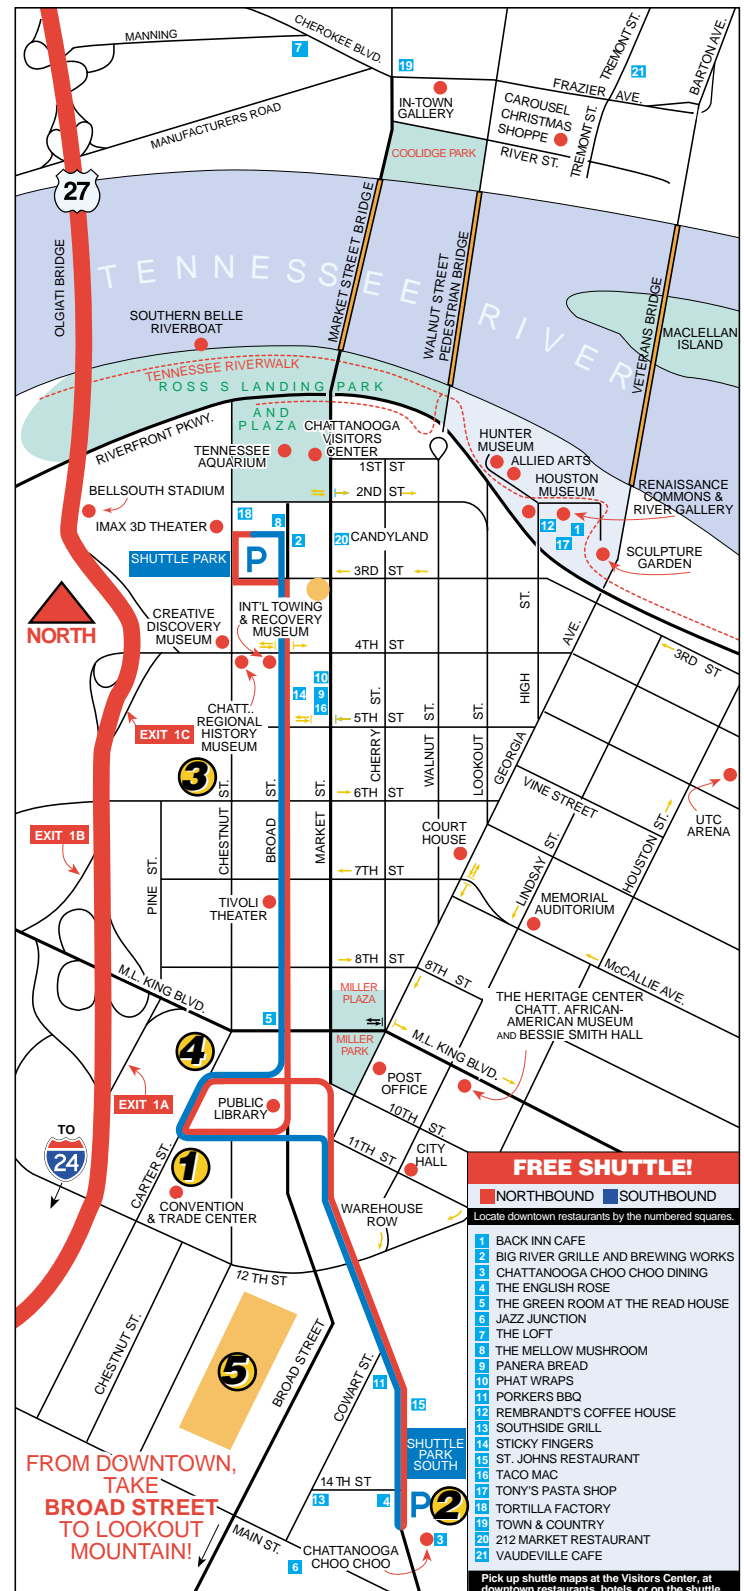 MANNING
CHEROKEE BLVD.
7
19
TREMONT ST.
21
BARTON AVE.
FRAZIER AVE.
IN-TOWN
GALLERY
CAROUSEL
CHRISTMAS
SHOPPE
TREMONT ST.
MANUFACTURERS ROAD
COOLIDGE PARK
RIVER ST.
27
OLGIATI BRIDGE
MARKET STREET BRIDGE
WALNUT STREET
PEDESTRIAN BRIDGE
VETERANS BRIDGE
TENNESSEE RIVER
MACLELLAN
ISLAND
SOUTHERN BELLE
RIVERBOAT
TENNESSEE RIVERWALK
ROSS S LANDING PARK
AND
PLAZA
RIVERFRONT PKWY.
CHATTANOOGA
VISITORS
CENTER
TENNESSEE
AQUARIUM
1ST ST
2ND ST
HUNTER
MUSEUM
ALLIED ARTS
HOUSTON
MUSEUM
RENAISSANCE
COMMONS &
RIVER GALLERY
12
1
17
SCULPTURE
GARDEN
BELLSOUTH STADIUM
IMAX 3D THEATER
18
8
2
20
CANDYLAND
SHUTTLE PARK
P
3RD ST
NORTH
CREATIVE
DISCOVERY
MUSEUM
INT'L TOWING
& RECOVERY
MUSEUM
4TH ST
3RD ST
CHATT.
REGIONAL
HISTORY
MUSEUM
10
14
9
16
5TH ST
EXIT 1C
3
CHESTNUT ST.
BROAD ST.
MARKET ST.
CHERRY ST.
WALNUT ST.
LOOKOUT ST.
HIGH ST.
GEORGIA AVE.
6TH ST
VINE STREET
UTC
ARENA
EXIT 1B
COURT
HOUSE
PINE ST.
7TH ST
LINDSAY ST.
HOUSTON ST.
TIVOLI
THEATER
MEMORIAL
AUDITORIUM
8TH ST
8TH ST
McCALLIE AVE.
M.L. KING BLVD.
MILLER
PLAZA
5
MILLER
PARK
THE HERITAGE CENTER
CHATT. AFRICAN-
AMERICAN MUSEUM
AND BESSIE SMITH HALL
M.L. KING BLVD.
4
POST
OFFICE
EXIT 1A
PUBLIC
LIBRARY
10TH ST.
11TH ST
CITY
HALL
TO
24
CARTER ST.
1
CONVENTION
& TRADE CENTER
WAREHOUSE
ROW
12 TH ST
CHESTNUT ST.
5
BROAD STREET
COWART ST.
11
15
SHUTTLE
PARK
SOUTH
14 TH ST
13
4
P
2
3
MAIN ST.
6
CHATTANOOGA
CHOO CHOO
FROM DOWNTOWN,
TAKE
BROAD STREET
TO LOOKOUT
MOUNTAIN!
FREE SHUTTLE!
NORTHBOUND SOUTHBOUND
Locate downtown restaurants by the numbered squares.
1 BACK INN CAFE
2 BIG RIVER GRILLE AND BREWING WORKS
3 CHATTANOOGA CHOO CHOO DINING
4 THE ENGLISH ROSE
5 THE GREEN ROOM AT THE READ HOUSE
6 JAZZ JUNCTION
7 THE LOFT
8 THE MELLOW MUSHROOM
9 PANERA BREAD
10 PHAT WRAPS
11 PORKERS BBQ
12 REMBRANDT'S COFFEE HOUSE
13 SOUTHSIDE GRILL
14 STICKY FINGERS
15 ST. JOHNS RESTAURANT
16 TACO MAC
17 TONY'S PASTA SHOP
18 TORTILLA FACTORY
19 TOWN & COUNTRY
20 212 MARKET RESTAURANT
21 VAUDEVILLE CAFE
Pick up shuttle maps at the Visitors Center, at
downtown restaurants, hotels, or on the shuttle